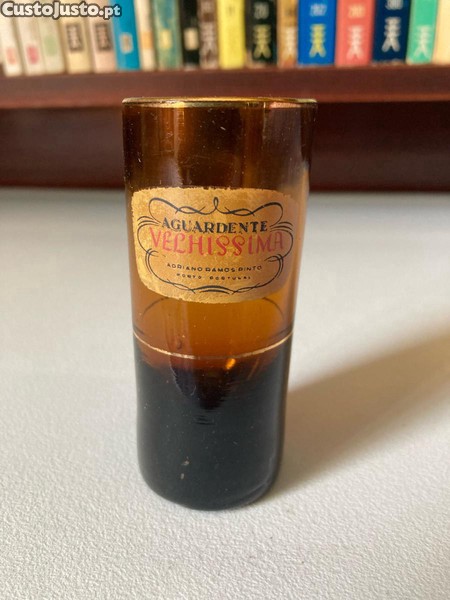 CustoJusto.pt
AGUARDENTE
VELHISSIMA
ADRIANO RAMOS PINTO
PORTO PORTUGAL